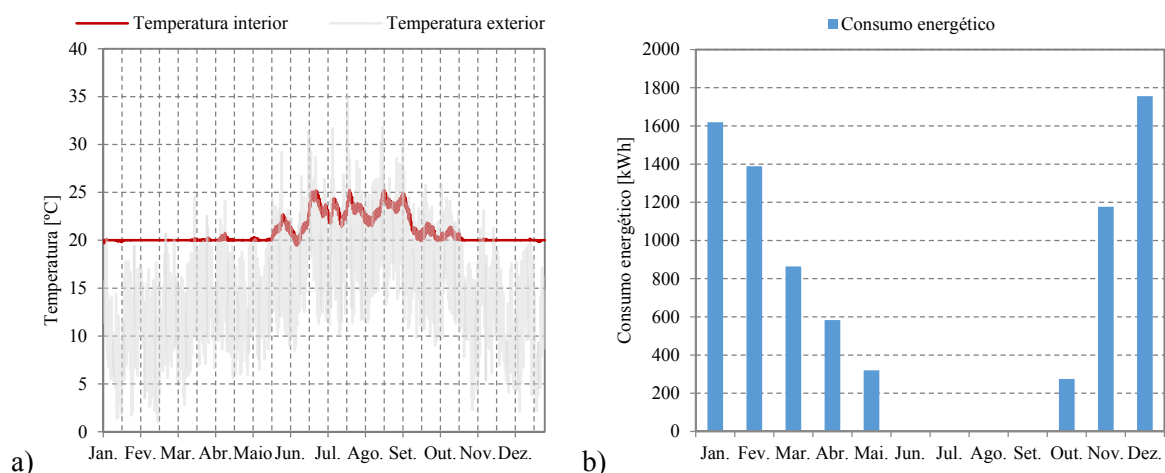 Temperatura interior
Temperatura exterior
40
35
30
25
20
15
10
5
0
Temperatura [ºC]
Jan. Fev. Mar. Abr. Maio Jun. Jul. Ago. Set. Out. Nov. Dez.
a)
Consumo energético
2000
1800
1600
1400
1200
1000
800
600
400
200
0
Consumo energético [kWh]
Jan. Fev. Mar. Abr. Mai. Jun. Jul. Ago. Set. Out. Nov. Dez.
b)